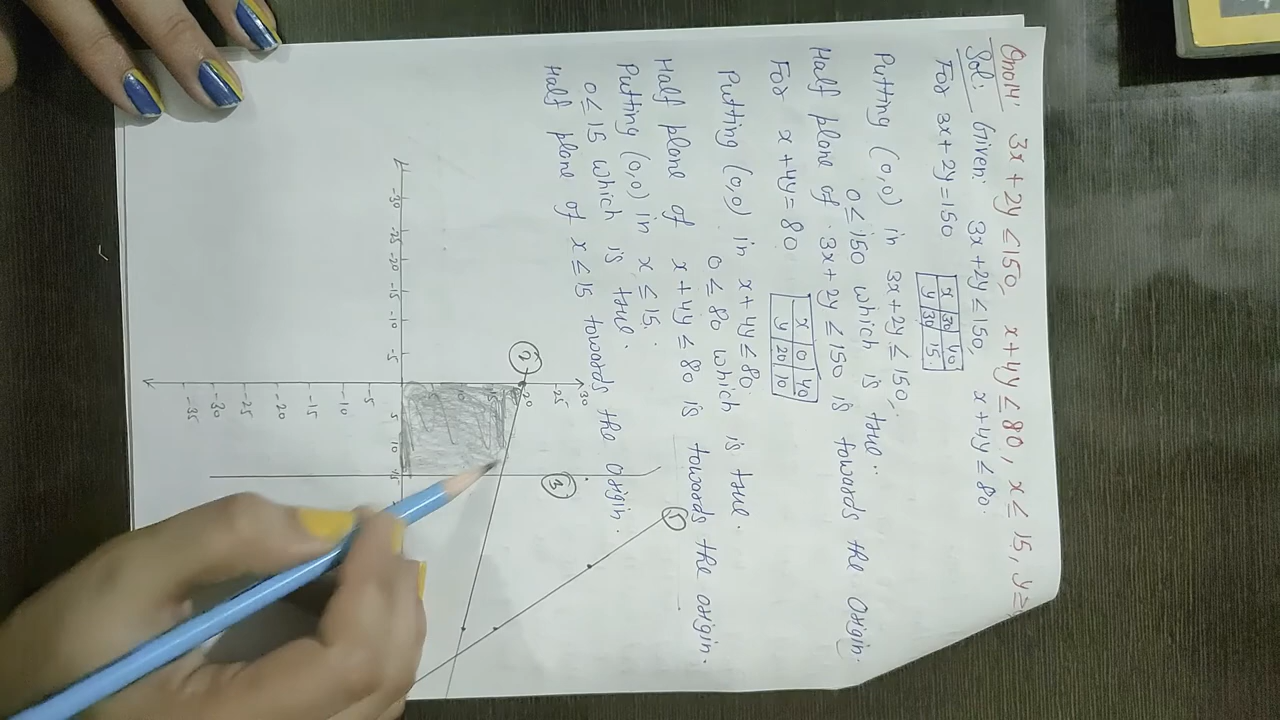 Qno14: 3x + 2y ≤ 150, x + 4y ≤ 80, x ≤ 15, y ≥
Sol: Given: 3x + 2y ≤ 150, x + 4y ≤ 80.
For 3x + 2y = 150
x 30 40
y 30 15
Putting (0,0) in 3x + 2y ≤ 150,
0 ≤ 150 which is true.
Half plane of 3x + 2y ≤ 150 is towards the origin.
For x + 4y = 80
x 0 40
y 20 10
Putting (0,0) in x + 4y ≤ 80.
0 ≤ 80 which is true.
Half plane of x + 4y ≤ 80 is towards the origin.
Putting (0,0) in x ≤ 15.
0 ≤ 15 which is true.
Half plane of x ≤ 15 towards the origin.
1
2
3
30
25
20
15
10
-30 -25 -20 -15 -10 5 5 10 15
-5
-10
-15
-20
-25
-30
-35